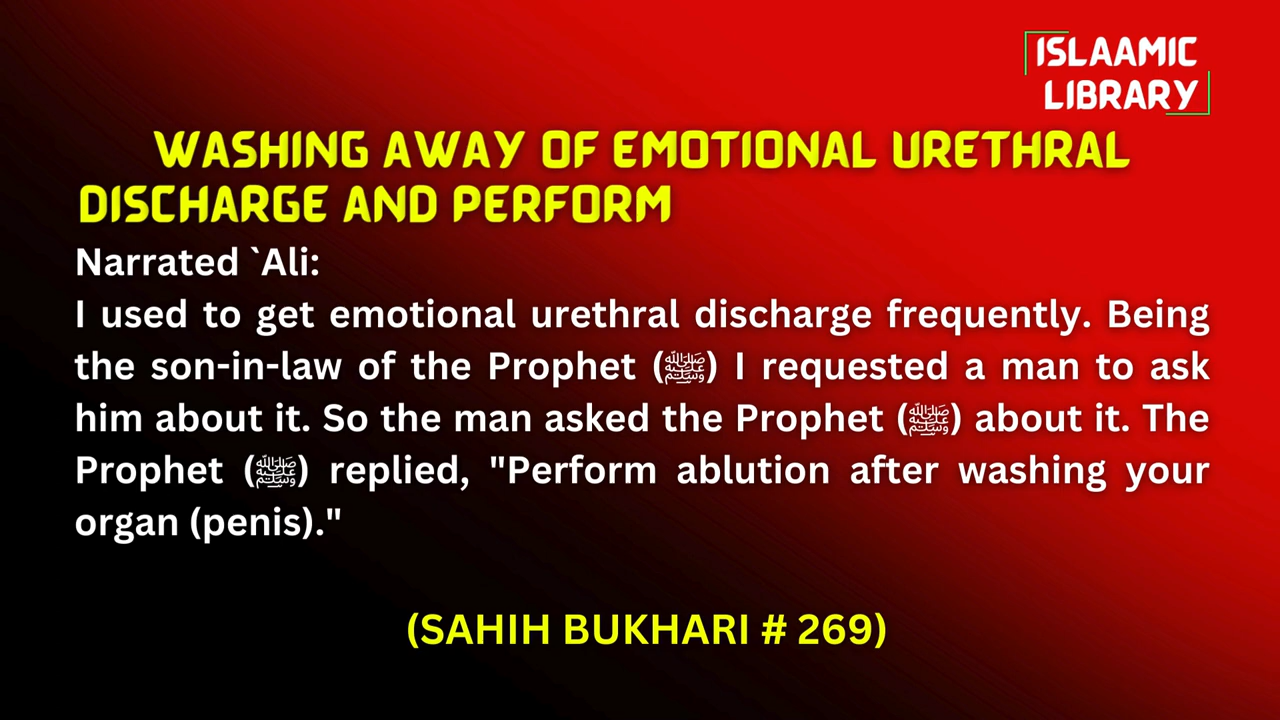 ISLAAMIC
LIBRARY
WASHING AWAY OF EMOTIONAL URETHRAL
DISCHARGE AND PERFORM
Narrated `Ali:
I used to get emotional urethral discharge frequently. Being
the son-in-law of the Prophet (ﷺ) I requested a man to ask
him about it. So the man asked the Prophet (ﷺ) about it. The
Prophet (ﷺ) replied, "Perform ablution after washing your
organ (penis)."
(SAHIH BUKHARI # 269)